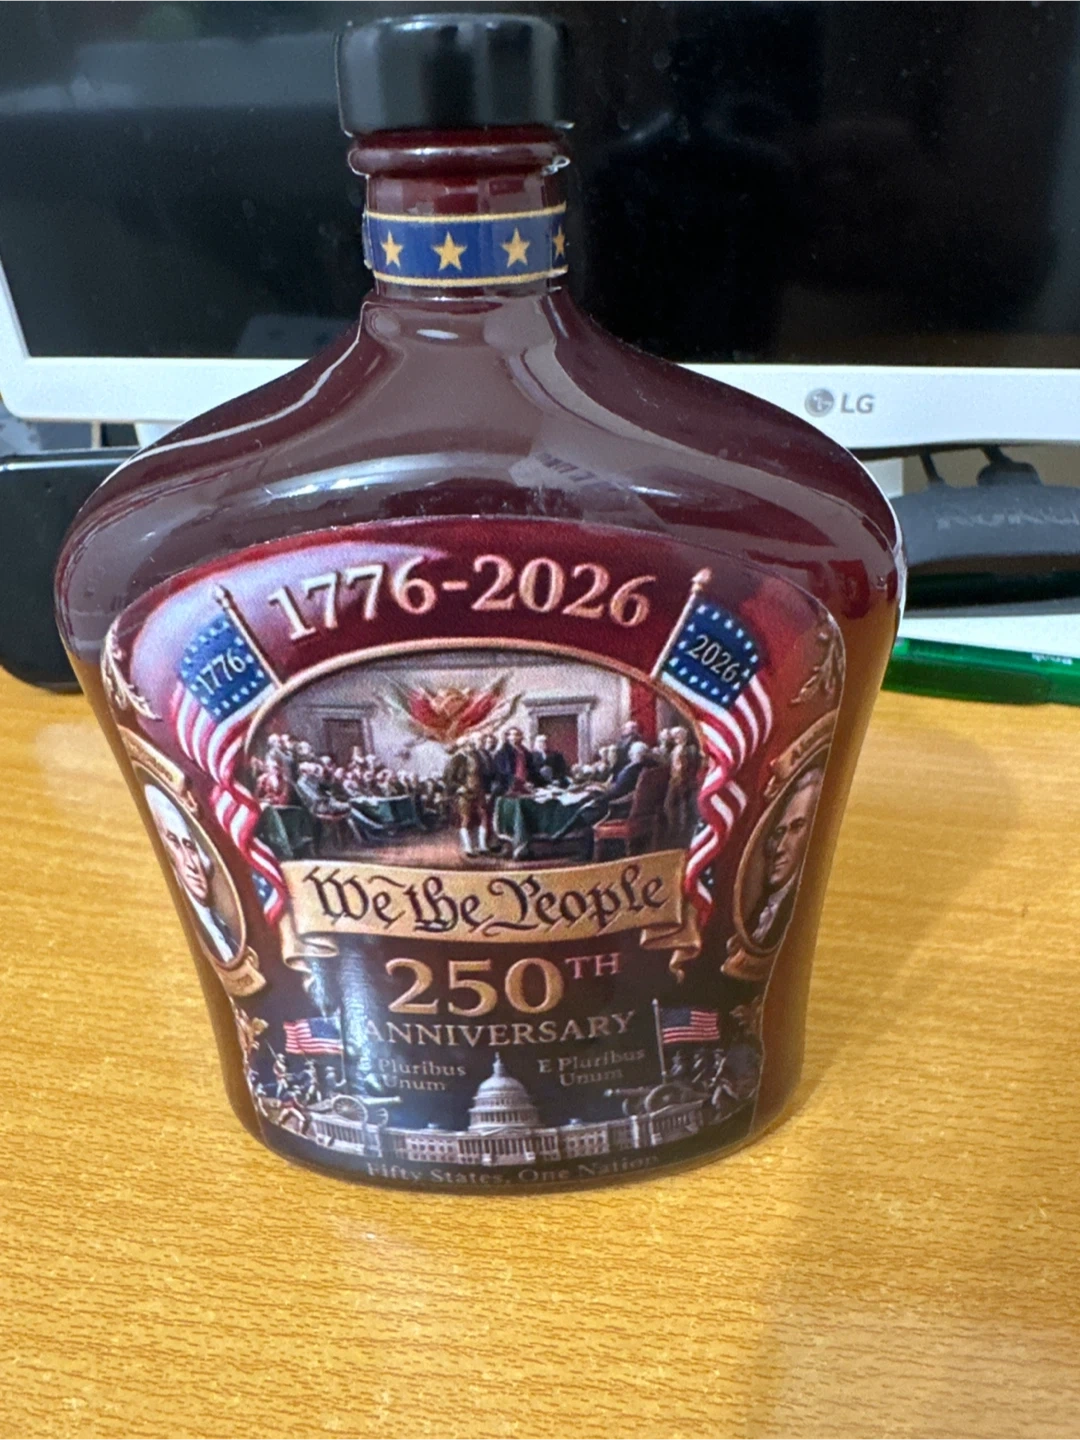 LG
1776-2026
1776
2026
We the People
250TH
ANNIVERSARY
Pluribus
Unum
E Pluribus
Unum
Fifty States, One Nation